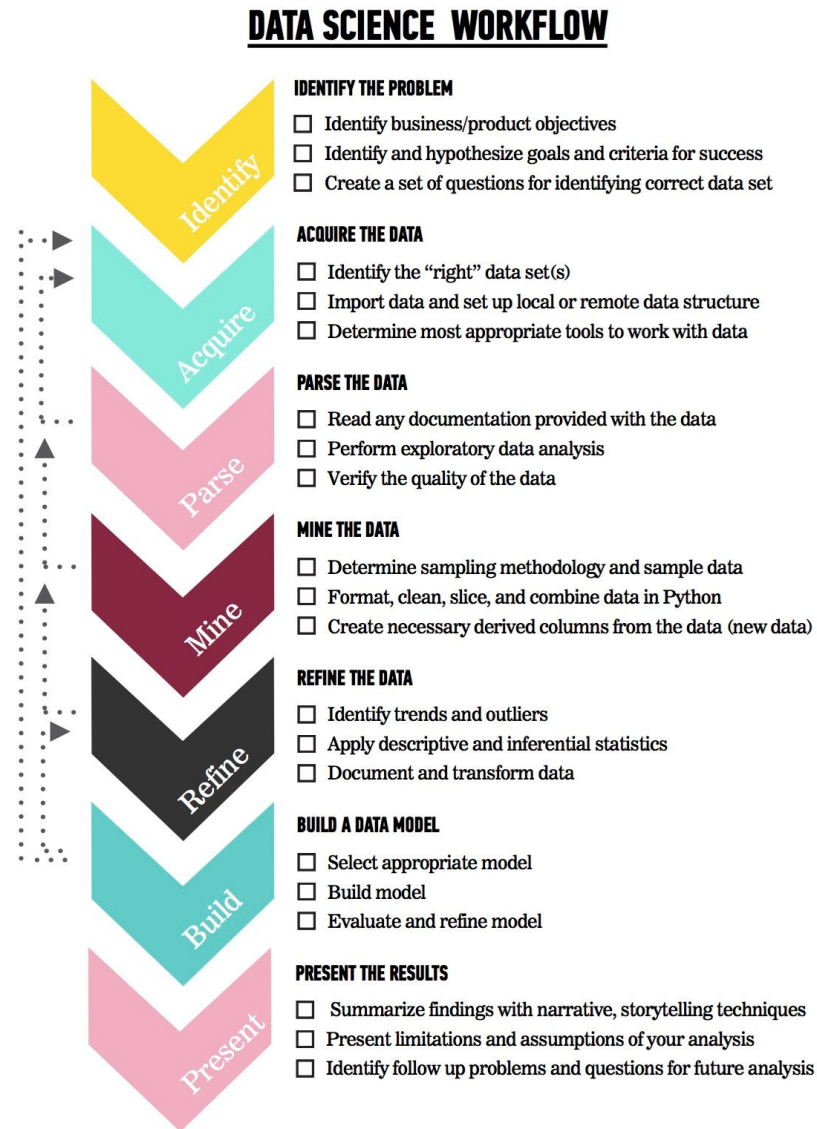 DATA SCIENCE WORKFLOW
IDENTIFY THE PROBLEM
Identify business/product objectives
Identify and hypothesize goals and criteria for success
Create a set of questions for identifying correct data set
Identify
ACQUIRE THE DATA
Identify the “right” data set(s)
Import data and set up local or remote data structure
Determine most appropriate tools to work with data
Acquire
PARSE THE DATA
Read any documentation provided with the data
Perform exploratory data analysis
Verify the quality of the data
Parse
MINE THE DATA
Determine sampling methodology and sample data
Format, clean, slice, and combine data in Python
Create necessary derived columns from the data (new data)
Mine
REFINE THE DATA
Identify trends and outliers
Apply descriptive and inferential statistics
Document and transform data
Refine
BUILD A DATA MODEL
Select appropriate model
Build model
Evaluate and refine model
Build
PRESENT THE RESULTS
Summarize findings with narrative, storytelling techniques
Present limitations and assumptions of your analysis
Identify follow up problems and questions for future analysis
Present